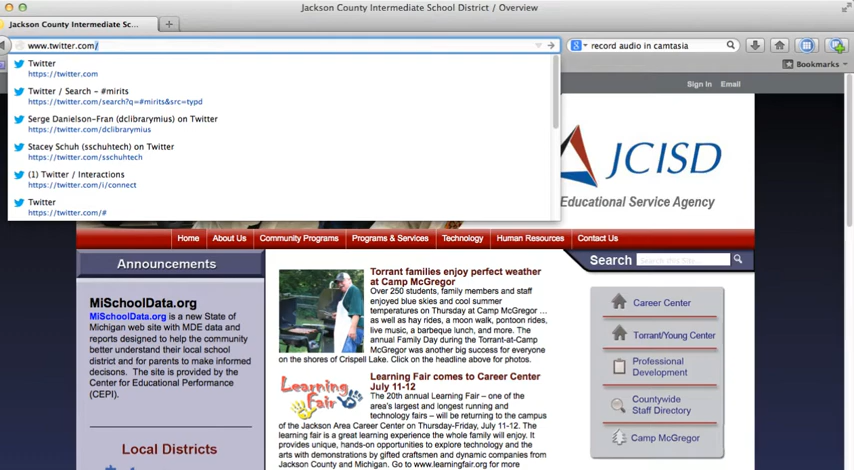 Jackson County Intermediate School District / Overview
Jackson County Intermediate Sc...
www.twitter.com/
record audio in camtasia
Bookmarks
Twitter
https://twitter.com
Twitter / Search - #mirits
https://twitter.com/search?q=#mirits&src=typd
Serge Danielson-Fran (dclibrarymius) on Twitter
https://twitter.com/dclibrarymius
Stacey Schuh (sschuhtech) on Twitter
https://twitter.com/sschuhtech
(1) Twitter / Interactions
https://twitter.com/i/connect
Twitter
https://twitter.com/#
Sign In Email
JCISD
Educational Service Agency
Home About Us Community Programs Programs & Services Technology Human Resources Contact Us
Announcements
MiSchoolData.org
MiSchoolData.org is a new State of
Michigan web site with MDE data and
reports designed to help the community
better understand their local school
district and for parents to make informed
decisions. The site is provided by the
Center for Educational Performance
(CEPI).
Local Districts
Torrant families enjoy perfect weather
at Camp McGregor
Over 250 students, family members and staff
enjoyed blue skies and cool summer
temperatures on Thursday at Camp McGregor ...
as well as hay rides, a moon walk, pontoon rides,
live music, a barbeque lunch, and more. The
annual Family Day during the Torrant-at-Camp
McGregor was another big success for everyone
on the shores of Crispell Lake. Click on the headline above for photos.
Learning Fair
Learning Fair comes to Career Center
July 11-12
The 20th annual Learning Fair – one of the
area's largest and longest running and
technology fairs – will be returning to the
campus of the Jackson Area Career Center on Thursday-Friday, July 11-12. The
learning fair is a great learning experience the whole family will enjoy. It
provides unique, hands-on opportunities to explore technology and the
arts with demonstrations by gifted craftsmen and dynamic companies from
Jackson County and Michigan. Go to www.learningfair.org for more
Search Search this Site...
Career Center
Torrant/Young Center
Professional
Development
Countywide
Staff Directory
Camp McGregor